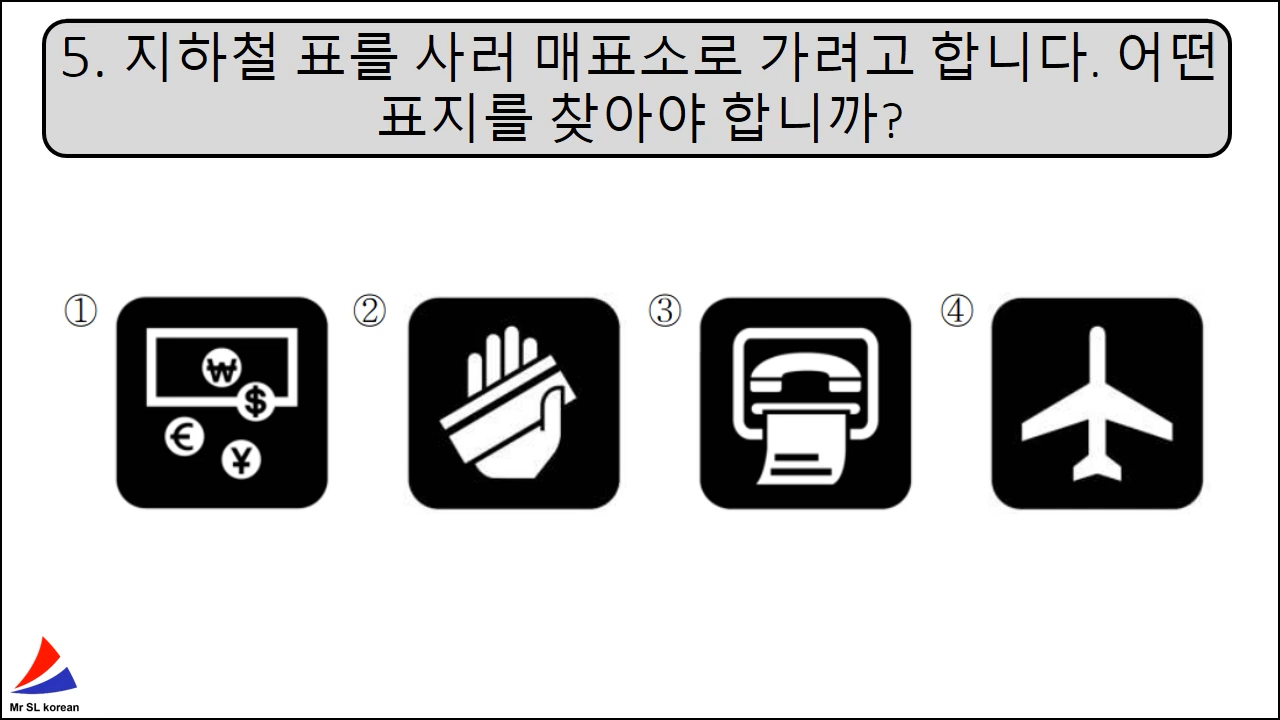 5. 지하철 표를 사러 매표소로 가려고 합니다. 어떤
표지를 찾아야 합니까?
① ② ③ ④
₩
$
€
¥
Mr SL korean